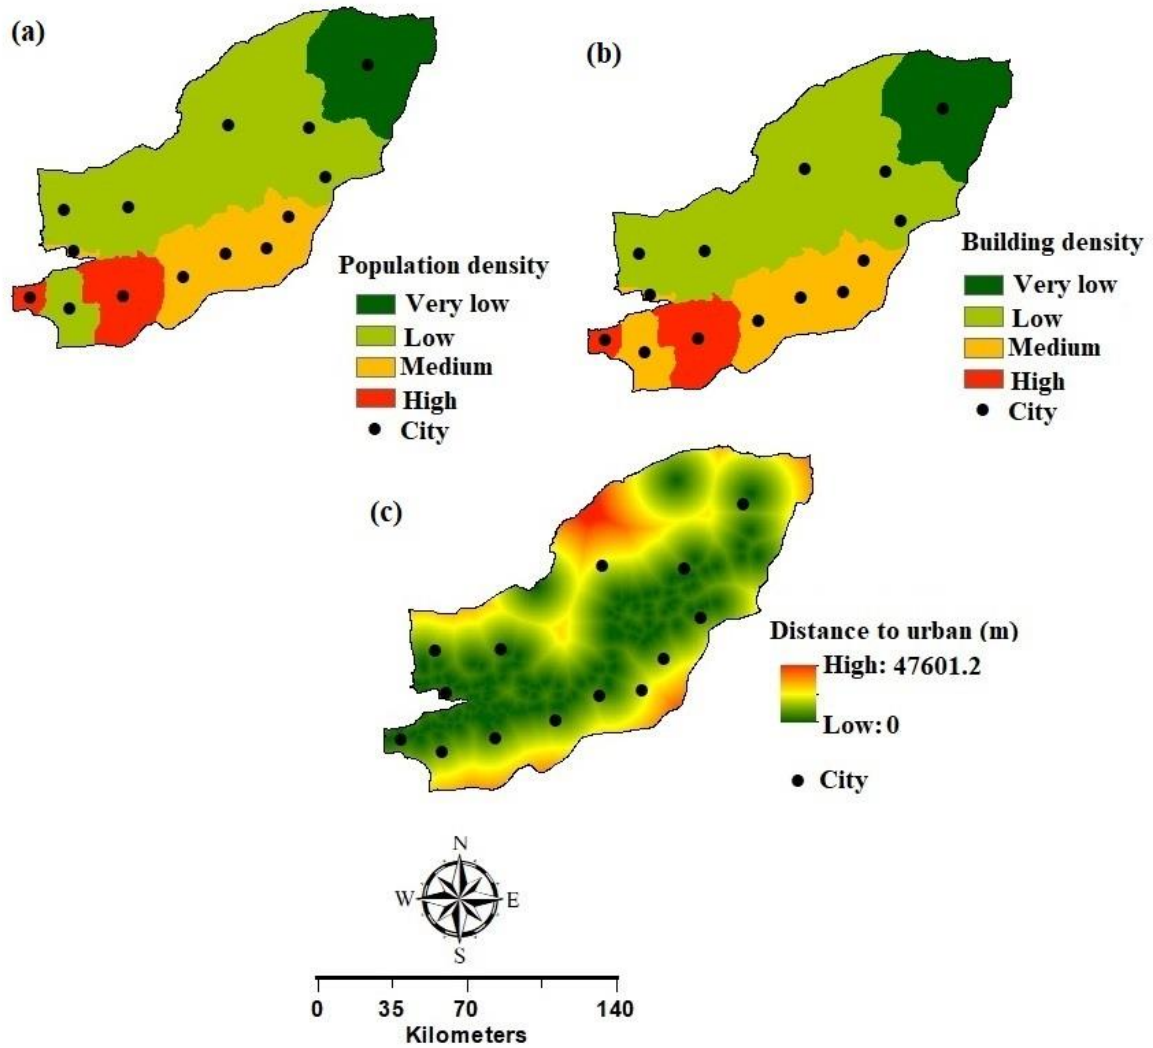 (a)
Population density
Very low
Low
Medium
High
City
(b)
Building density
Very low
Low
Medium
High
City
(c)
Distance to urban (m)
High: 47601.2
Low: 0
City
N
W E
S
0 35 70 140
Kilometers